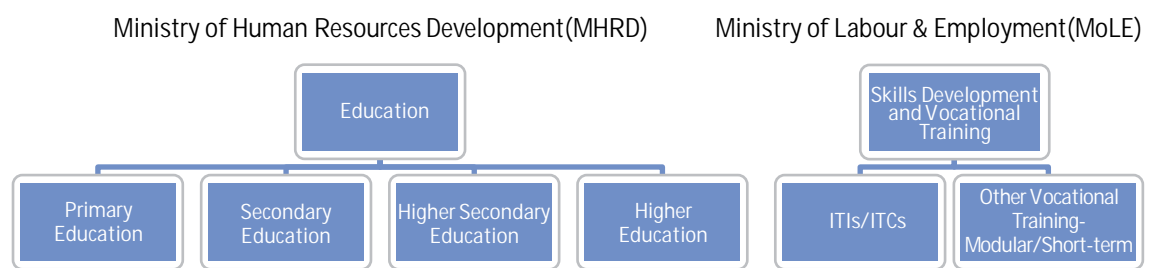 Ministry of Human Resources Development(MHRD)
Ministry of Labour & Employment(MoLE)
Education
Skills Development
and Vocational
Training
Primary
Education
Secondary
Education
Higher Secondary
Education
Higher
Education
ITIs/ITCs
Other Vocational
Training-
Modular/Short-term